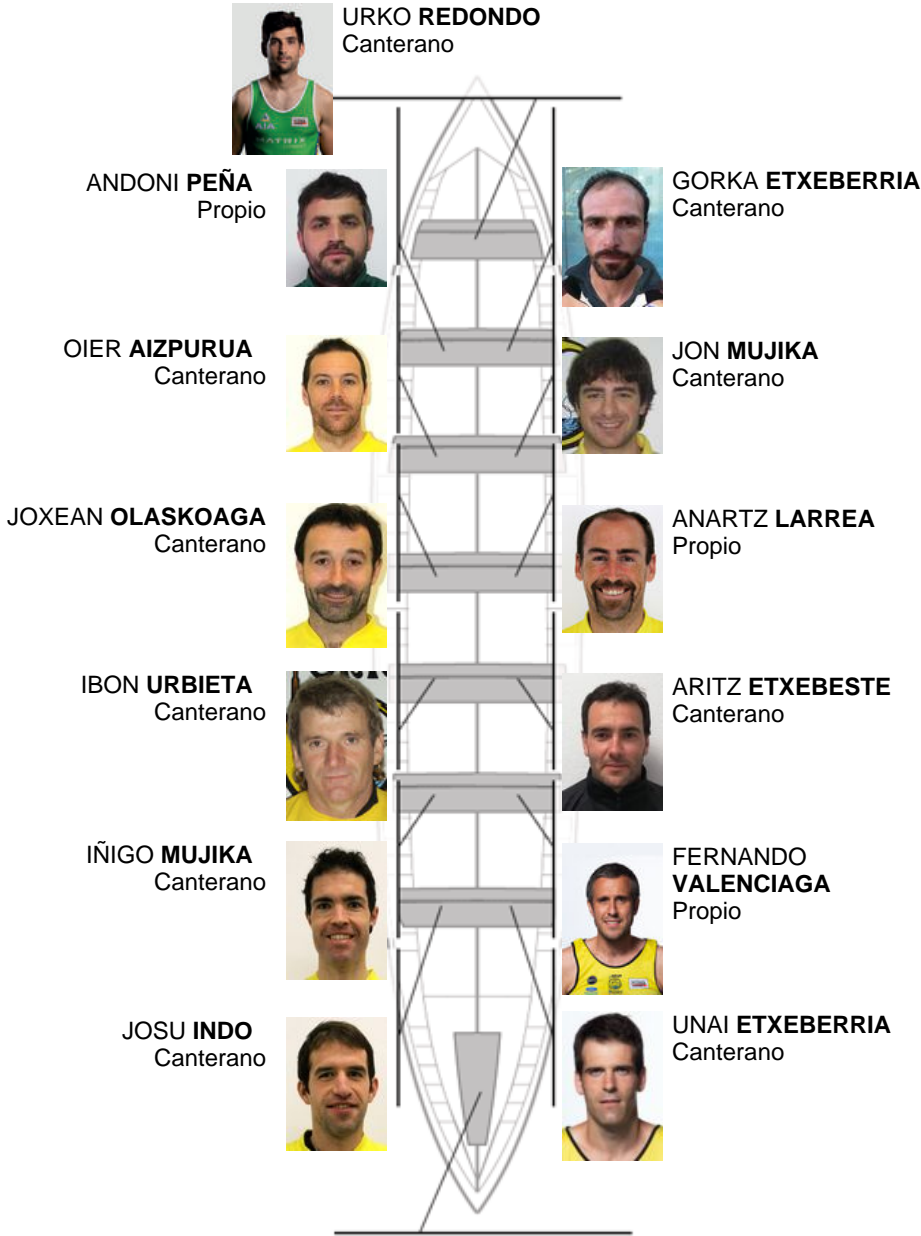 URKO REDONDO
Canterano
ANDONI PEÑA
Propio
GORKA ETXEBERRIA
Canterano
OIER AIZPURUA
Canterano
JON MUJIKA
Canterano
JOXEAN OLASKOAGA
Canterano
ANARTZ LARREA
Propio
IBON URBIETA
Canterano
ARITZ ETXEBESTE
Canterano
IÑIGO MUJIKA
Canterano
FERNANDO
VALENCIAGA
Propio
JOSU INDO
Canterano
UNAI ETXEBERRIA
Canterano